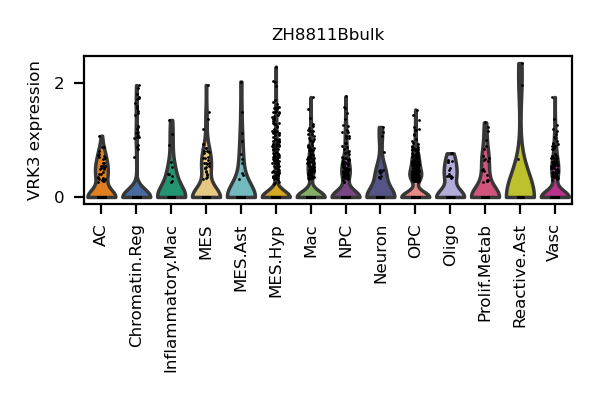 ZH8811Bbulk
VRK3 expression
2
0
AC
Chromatin.Reg
Inflammatory.Mac
MES
MES.Ast
MES.Hyp
Mac
NPC
Neuron
OPC
Oligo
Prolif.Metab
Reactive.Ast
Vasc